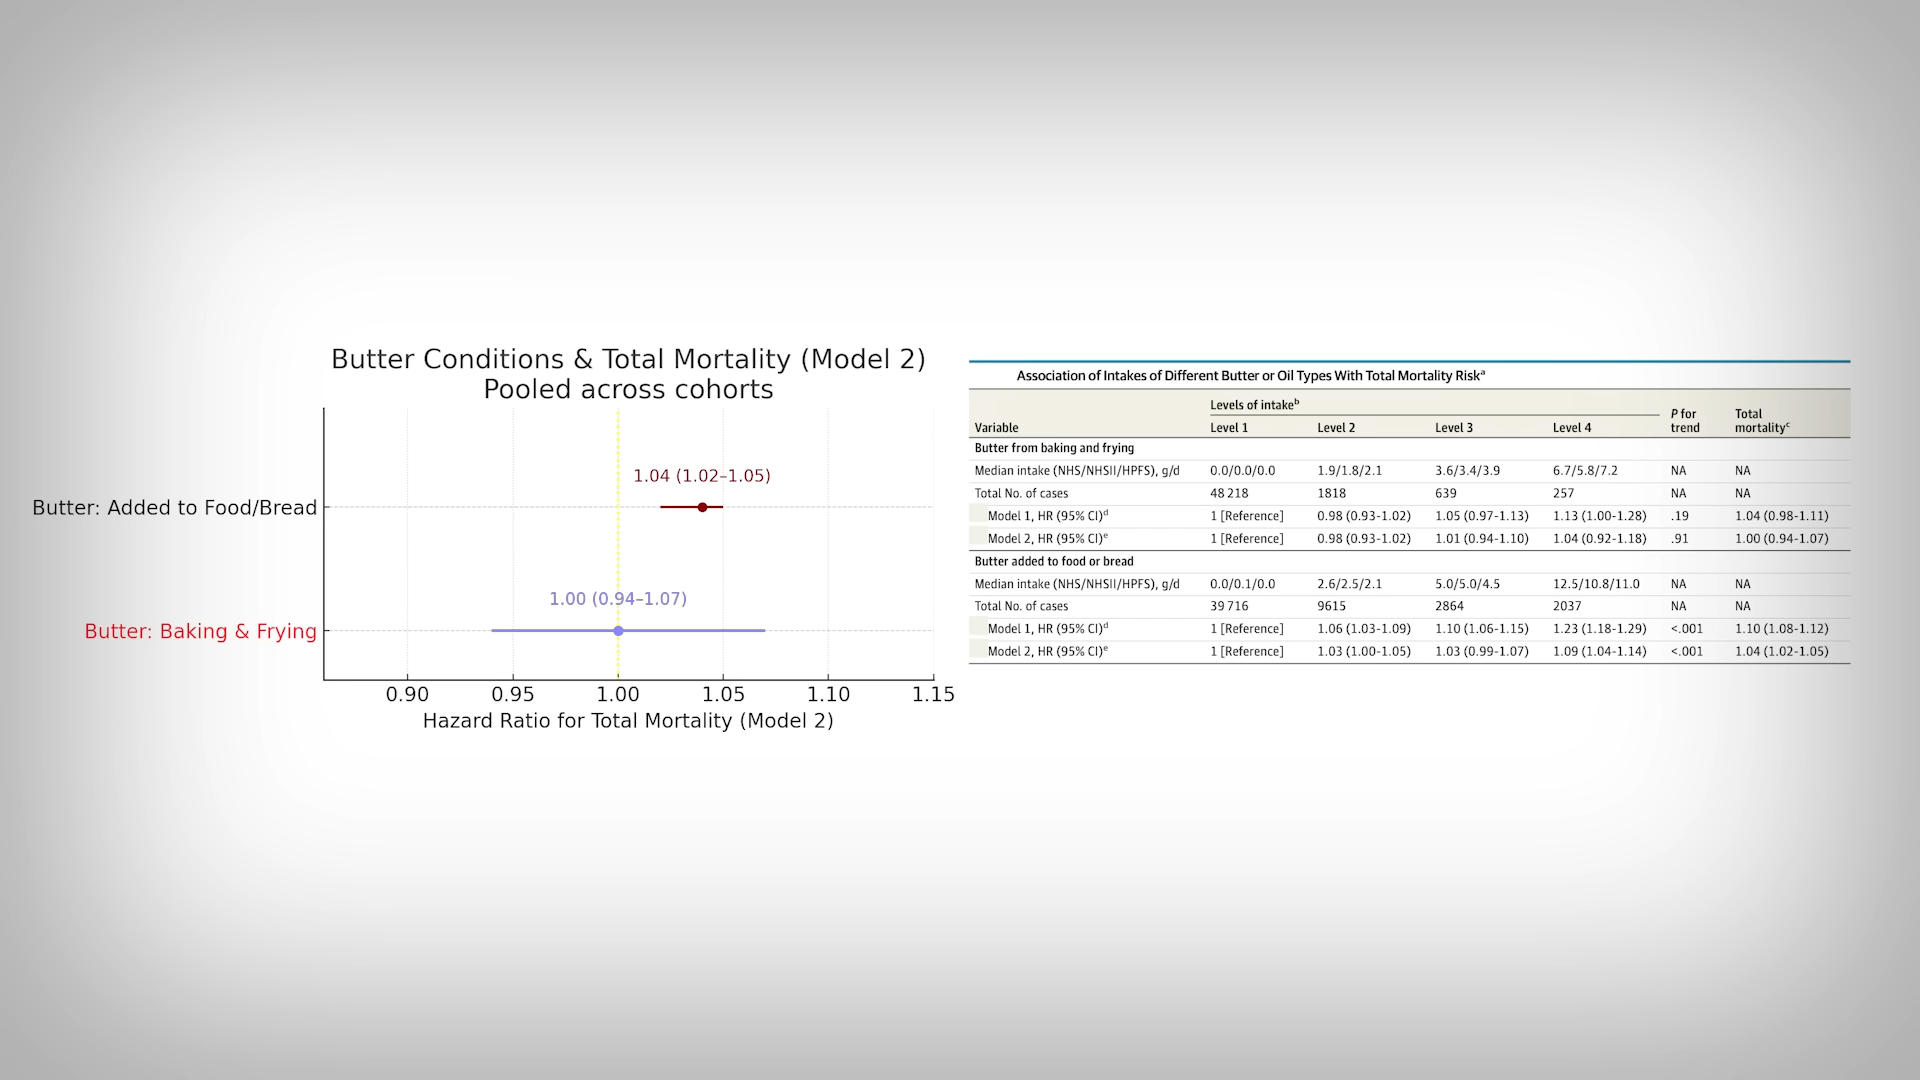 Butter Conditions & Total Mortality (Model 2)
Pooled across cohorts
1.04 (1.02–1.05)
Butter: Added to Food/Bread
1.00 (0.94–1.07)
Butter: Baking & Frying
0.90 0.95 1.00 1.05 1.10 1.15
Hazard Ratio for Total Mortality (Model 2)
Association of Intakes of Different Butter or Oil Types With Total Mortality Riskᵃ
Levels of intakeᵇ
Variable Level 1 Level 2 Level 3 Level 4 P for trend Total mortalityᶜ
Butter from baking and frying
Median intake (NHS/NHSII/HPFS), g/d 0.0/0.0/0.0 1.9/1.8/2.1 3.6/3.4/3.9 6.7/5.8/7.2 NA NA
Total No. of cases 48 218 1818 639 257 NA NA
Model 1, HR (95% CI)ᵈ 1 [Reference] 0.98 (0.93-1.02) 1.05 (0.97-1.13) 1.13 (1.00-1.28) .19 1.04 (0.98-1.11)
Model 2, HR (95% CI)ᵉ 1 [Reference] 0.98 (0.93-1.02) 1.01 (0.94-1.10) 1.04 (0.92-1.18) .91 1.00 (0.94-1.07)
Butter added to food or bread
Median intake (NHS/NHSII/HPFS), g/d 0.0/0.1/0.0 2.6/2.5/2.1 5.0/5.0/4.5 12.5/10.8/11.0 NA NA
Total No. of cases 39 716 9615 2864 2037 NA NA
Model 1, HR (95% CI)ᵈ 1 [Reference] 1.06 (1.03-1.09) 1.10 (1.06-1.15) 1.23 (1.18-1.29) <.001 1.10 (1.08-1.12)
Model 2, HR (95% CI)ᵉ 1 [Reference] 1.03 (1.00-1.05) 1.03 (0.99-1.07) 1.09 (1.04-1.14) <.001 1.04 (1.02-1.05)